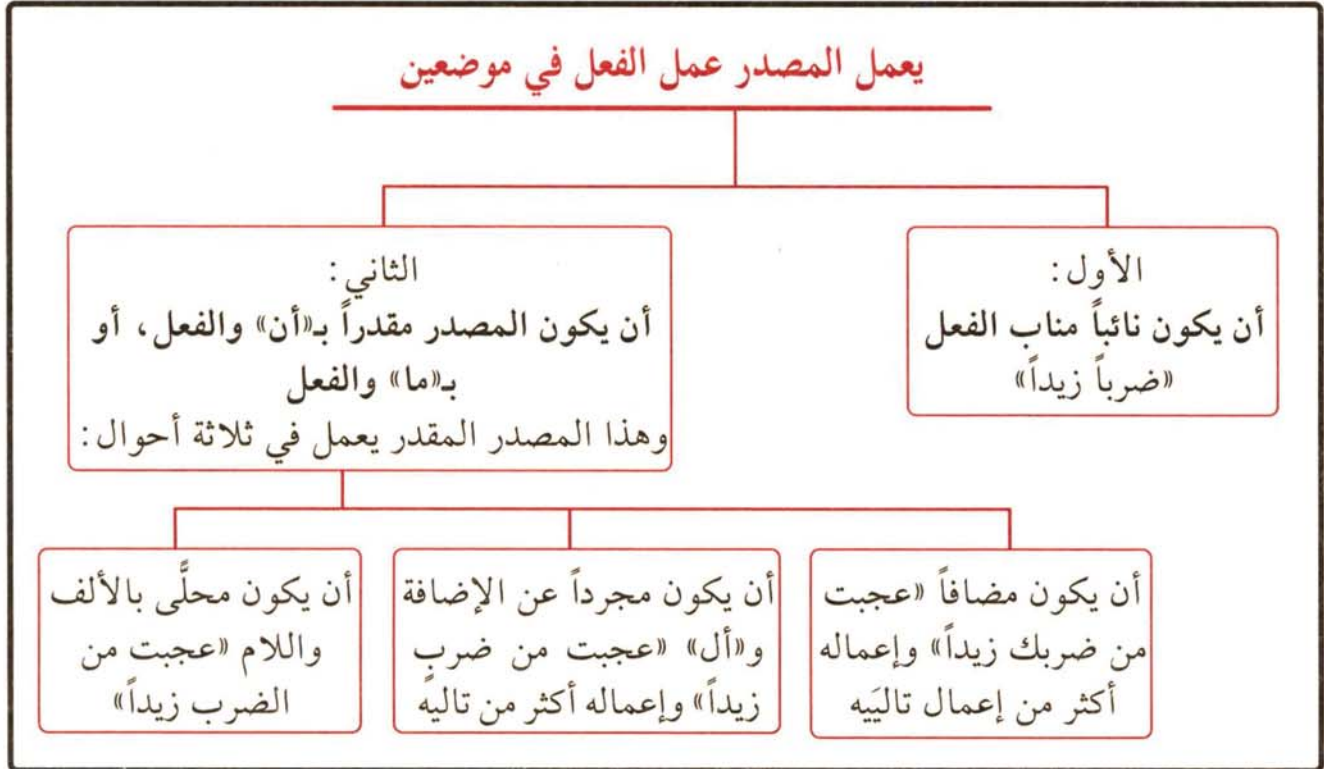 يعمل المصدر عمل الفعل في موضعين
الأول:
أن يكون نائباً مناب الفعل
«ضرباً زيداً»
الثاني:
أن يكون المصدر مقدراً بـ«أن» والفعل، أو
بـ«ما» والفعل
وهذا المصدر المقدر يعمل في ثلاثة أحوال:
أن يكون مضافاً «عجبت
من ضربك زيداً» وإعماله
أكثر من إعمال تاليَيه
أن يكون مجرداً عن الإضافة
و«أل» «عجبت من ضربٍ
زيداً» وإعماله أكثر من تاليه
أن يكون محلَّى بالألف
واللام «عجبت من
الضرب زيداً»